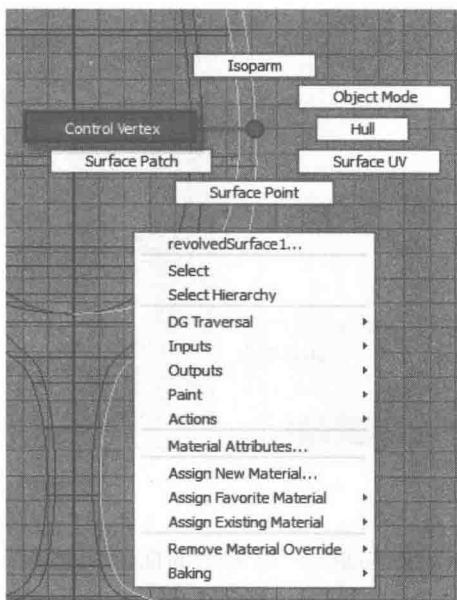 Isoparm
Object Mode
Control Vertex
Hull
Surface Patch
Surface UV
Surface Point
revolvedSurface1...
Select
Select Hierarchy
DG Traversal
Inputs
Outputs
Paint
Actions
Material Attributes...
Assign New Material...
Assign Favorite Material
Assign Existing Material
Remove Material Override
Baking